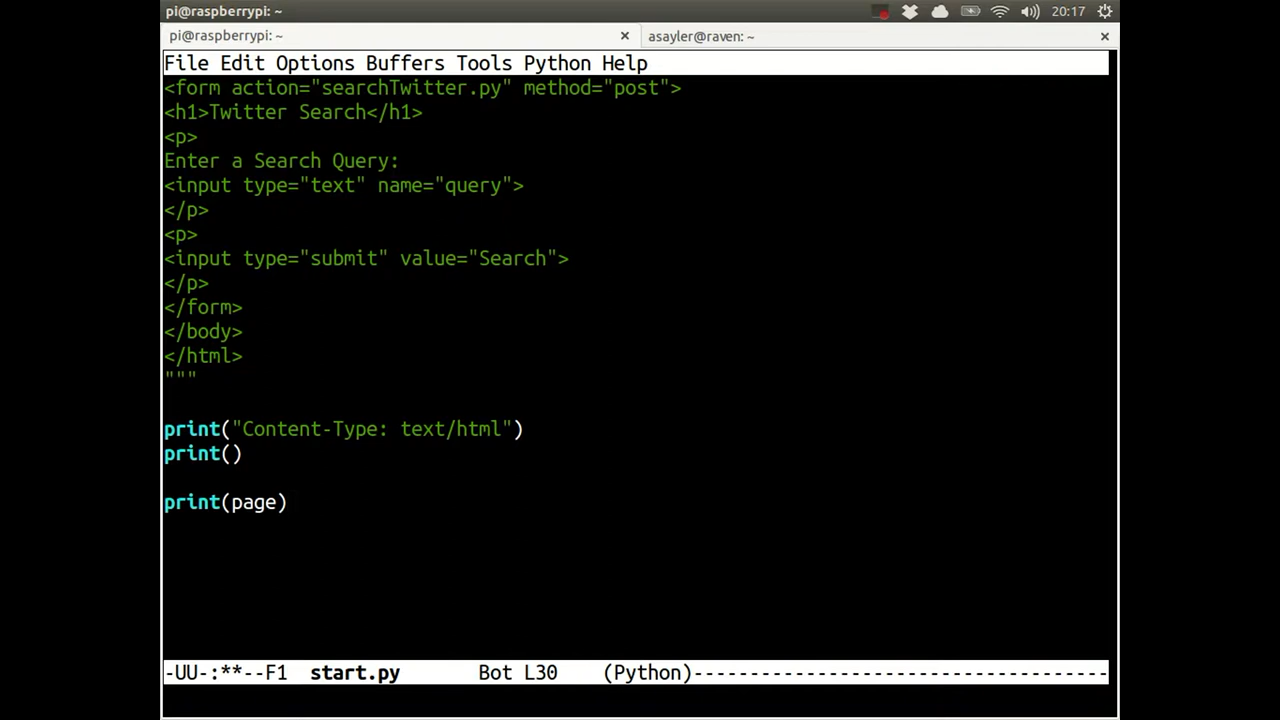 pi@raspberrypi: ~
20:17
pi@raspberrypi: ~ ×
asayler@raven: ~ ×
File Edit Options Buffers Tools Python Help
<form action="searchTwitter.py" method="post">
<h1>Twitter Search</h1>
<p>
Enter a Search Query:
<input type="text" name="query">
</p>
<p>
<input type="submit" value="Search">
</p>
</form>
</body>
</html>
"""
print("Content-Type: text/html")
print()
print(page)
-UU-:**--F1  start.py       Bot L30    (Python)-------------------------------------